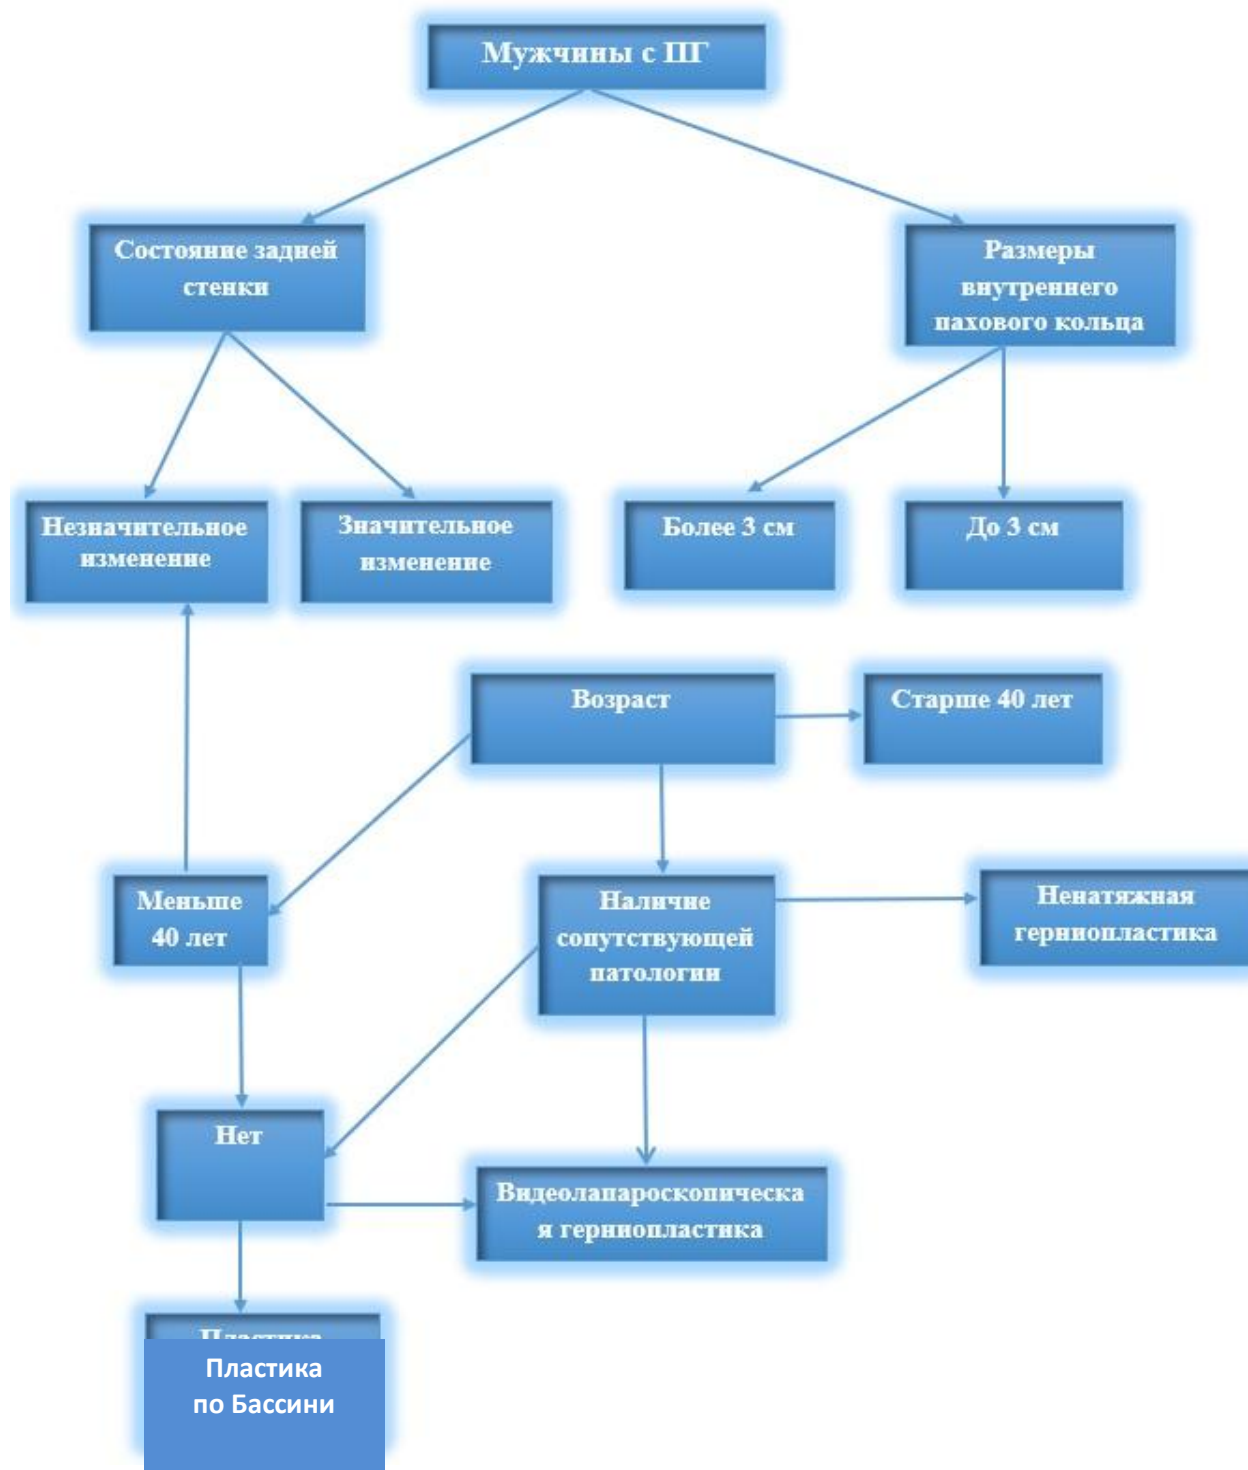 Мужчины с ПГ
Состояние задней
стенки
Размеры
внутреннего
пахового кольца
Незначительное
изменение
Значительное
изменение
Более 3 см
До 3 см
Возраст
Старше 40 лет
Меньше
40 лет
Наличие
сопутствующей
патологии
Ненатяжная
герниопластика
Нет
Видеолапароскопическа
я герниопластика
Пластика
Пластика
по Бассини